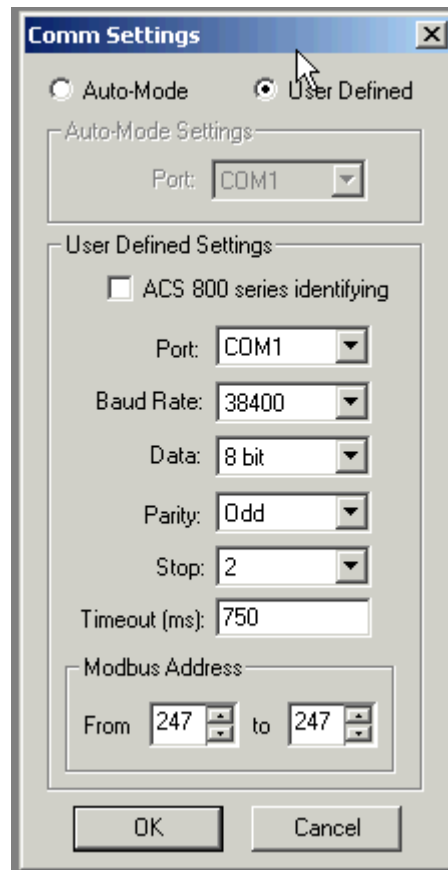 Comm Settings
Auto-Mode User Defined
Auto-Mode Settings
Port: COM1
User Defined Settings
ACS 800 series identifying
Port: COM1
Baud Rate: 38400
Data: 8 bit
Parity: Odd
Stop: 2
Timeout (ms): 750
Modbus Address
From 247 to 247
OK Cancel